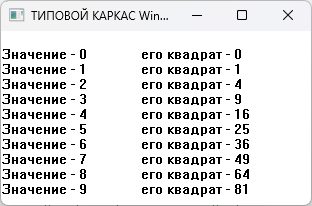 ТИПОВОЙ КАРКАС Win...
Значение - 0 его квадрат - 0
Значение - 1 его квадрат - 1
Значение - 2 его квадрат - 4
Значение - 3 его квадрат - 9
Значение - 4 его квадрат - 16
Значение - 5 его квадрат - 25
Значение - 6 его квадрат - 36
Значение - 7 его квадрат - 49
Значение - 8 его квадрат - 64
Значение - 9 его квадрат - 81